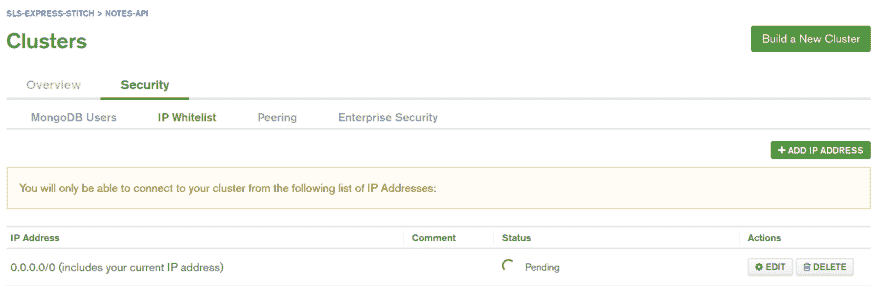 SLS-EXPRESS-STITCH > NOTES-API
Clusters
Build a New Cluster
Overview Security
MongoDB Users IP Whitelist Peering Enterprise Security
+ ADD IP ADDRESS
You will only be able to connect to your cluster from the following list of IP Addresses:
IP Address Comment Status Actions
0.0.0.0/0 (includes your current IP address) Pending EDIT DELETE